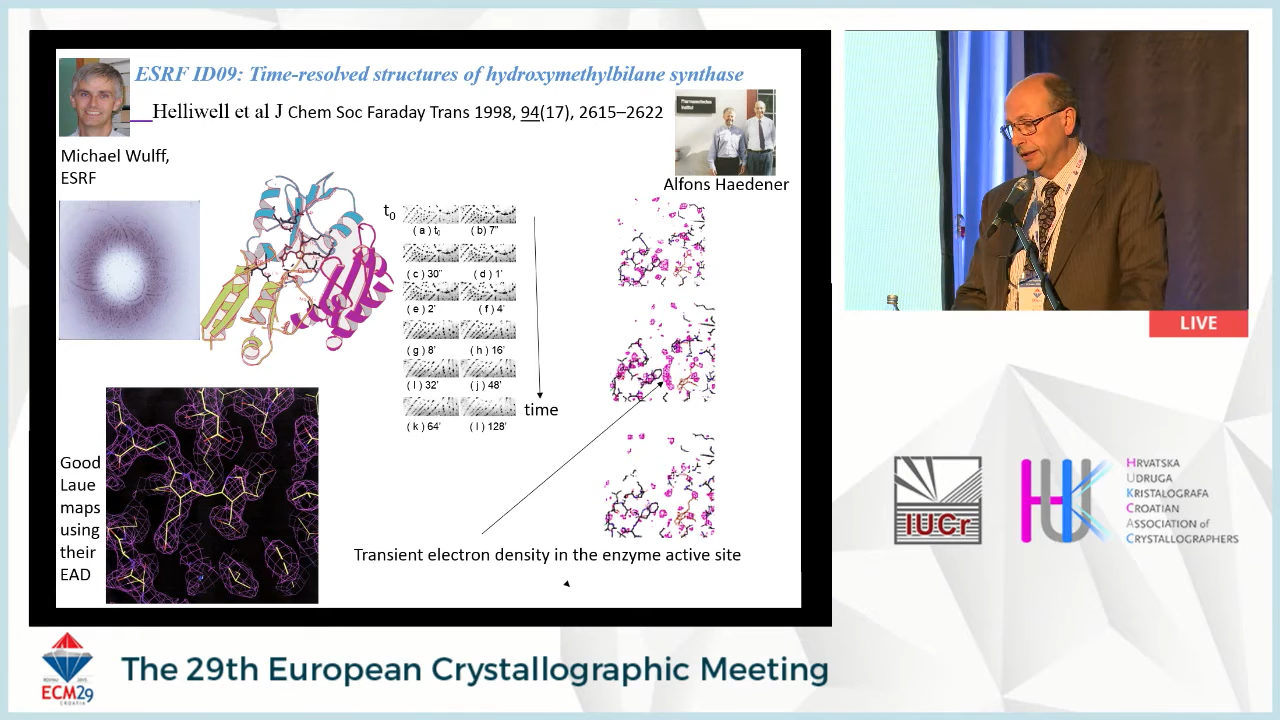 ESRF ID09: Time-resolved structures of hydroxymethylbilane synthase
Helliwell et al J Chem Soc Faraday Trans 1998, 94(17), 2615–2622
Michael Wulff,
ESRF
Alfons Haedener
t0
( a ) t0
( b) 7"
( c) 30"
( d ) 1'
( e ) 2'
( f ) 4'
( g ) 8'
( h ) 16'
( I ) 32'
( j ) 48'
( k ) 64'
( l ) 128'
time
Good
Laue
maps
using
their
EAD
Transient electron density in the enzyme active site
LIVE
IUCr
HRVATSKA
UDRUGA
KRISTALOGRAFA
CROATIAN
ASSOCIATION of
CRYSTALLOGRAPHERS
ECM29
CROATIA
The 29th European Crystallographic Meeting